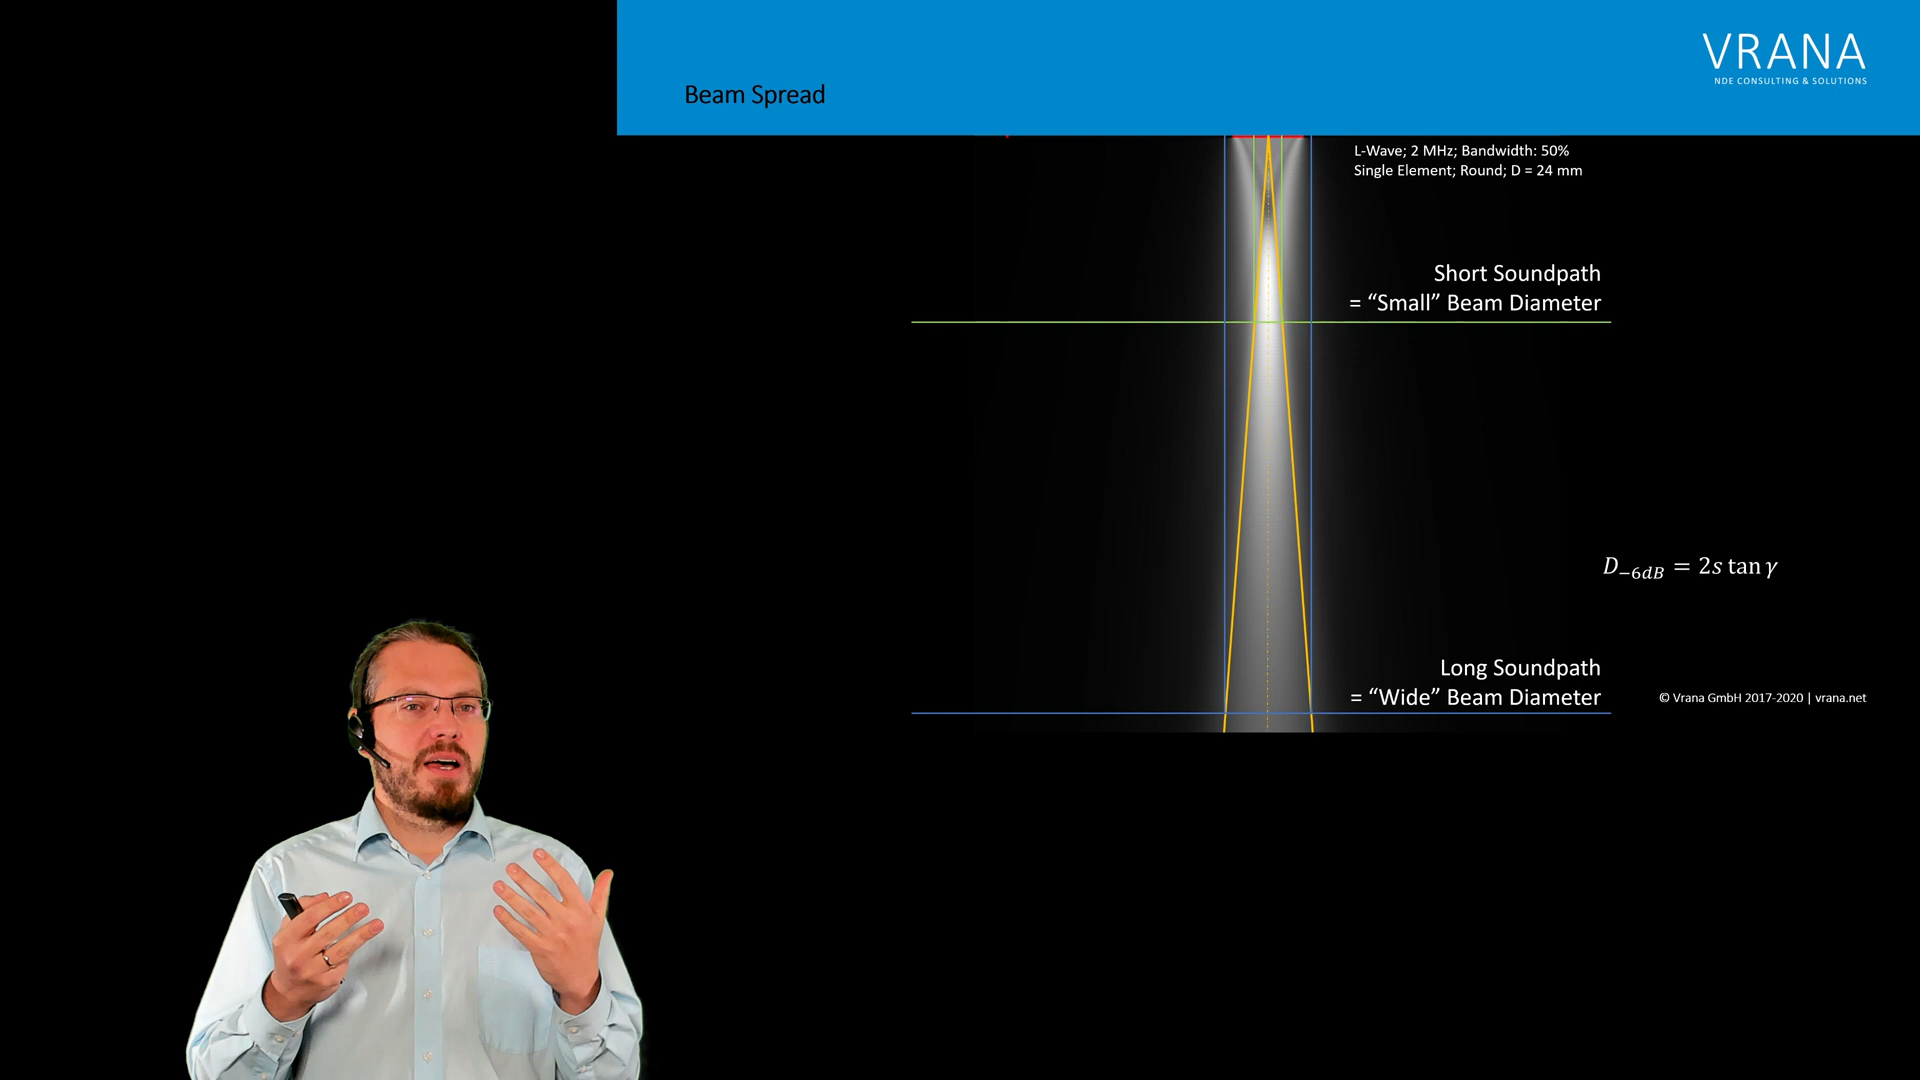 VRANA
NDE CONSULTING & SOLUTIONS
Beam Spread
L-Wave; 2 MHz; Bandwidth: 50%
Single Element; Round; D = 24 mm
Short Soundpath
= “Small” Beam Diameter
D₋₆dB = 2s tan γ
Long Soundpath
= “Wide” Beam Diameter
© Vrana GmbH 2017-2020 | vrana.net